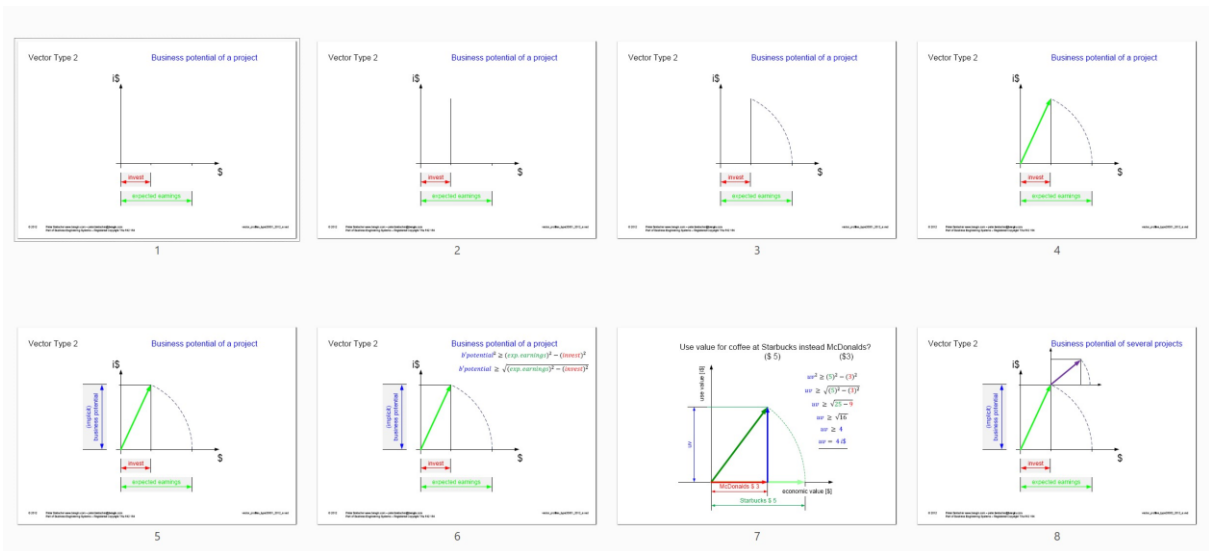 Vector Type 2
Business potential of a project
i$
$
invest
expected earnings
1
Vector Type 2
Business potential of a project
i$
$
invest
expected earnings
2
Vector Type 2
Business potential of a project
i$
$
invest
expected earnings
3
Vector Type 2
Business potential of a project
i$
$
invest
expected earnings
4
Vector Type 2
Business potential of a project
i$
(implicit)
business potential
$
invest
expected earnings
5
Vector Type 2
Business potential of a project
b'potential² ≥ (exp.earnings)² − (invest)²
b'potential ≥ √(exp.earnings)² − (invest)²
i$
(implicit)
business potential
$
invest
expected earnings
6
Use value for coffee at Starbucks instead McDonalds?
($ 5) ($3)
use value [i$]
uv² ≥ (5)² − (3)²
uv ≥ √(5)² − (3)²
uv ≥ √25 − 9
uv ≥ √16
uv ≥ 4
uv = 4 i$
uv
McDonalds $ 3
economic value [$]
Starbucks $ 5
7
Vector Type 2
Business potential of several projects
i$
(implicit)
business potential
$
invest
expected earnings
8